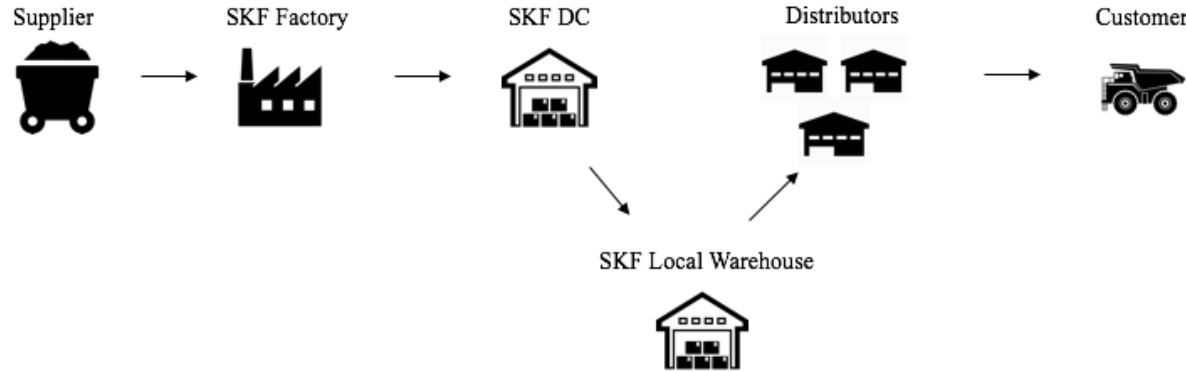 Supplier
SKF Factory
SKF DC
Distributors
Customer
SKF Local Warehouse